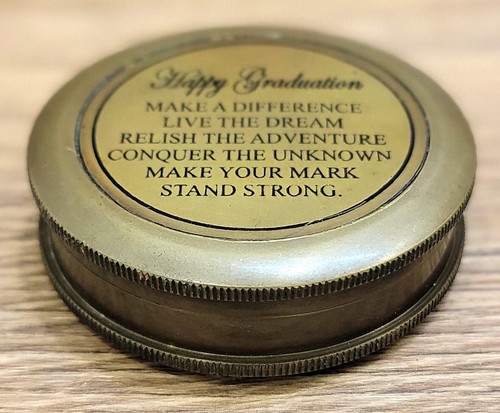 Happy Graduation
MAKE A DIFFERENCE
LIVE THE DREAM
RELISH THE ADVENTURE
CONQUER THE UNKNOWN
MAKE YOUR MARK
STAND STRONG.